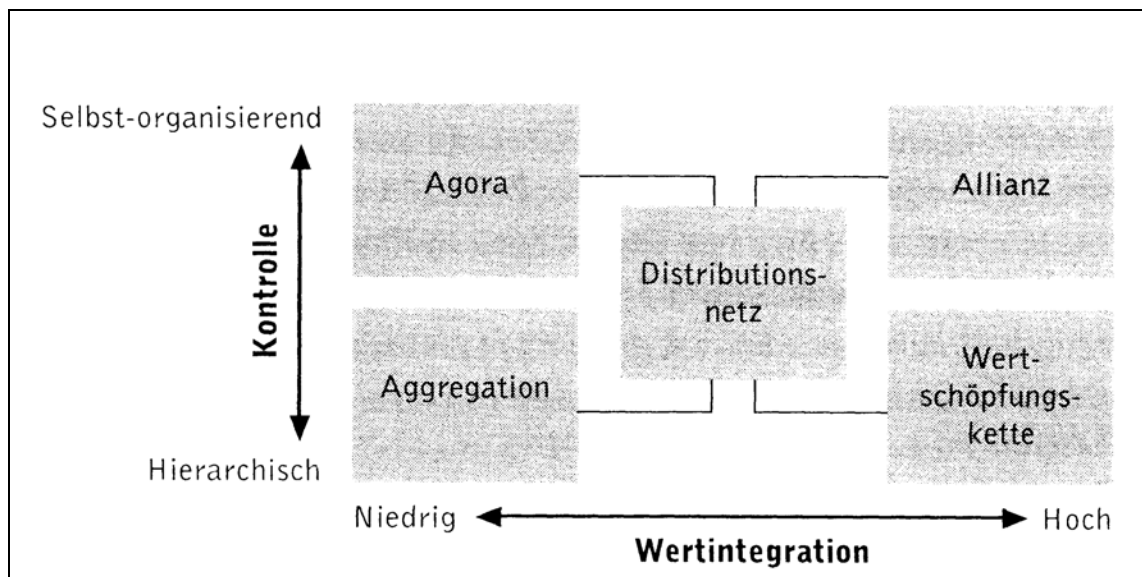 Selbst-organisierend
Agora
Allianz
Kontrolle
Distributions-
netz
Aggregation
Wert-
schöpfungs-
kette
Hierarchisch
Niedrig
Hoch
Wertintegration